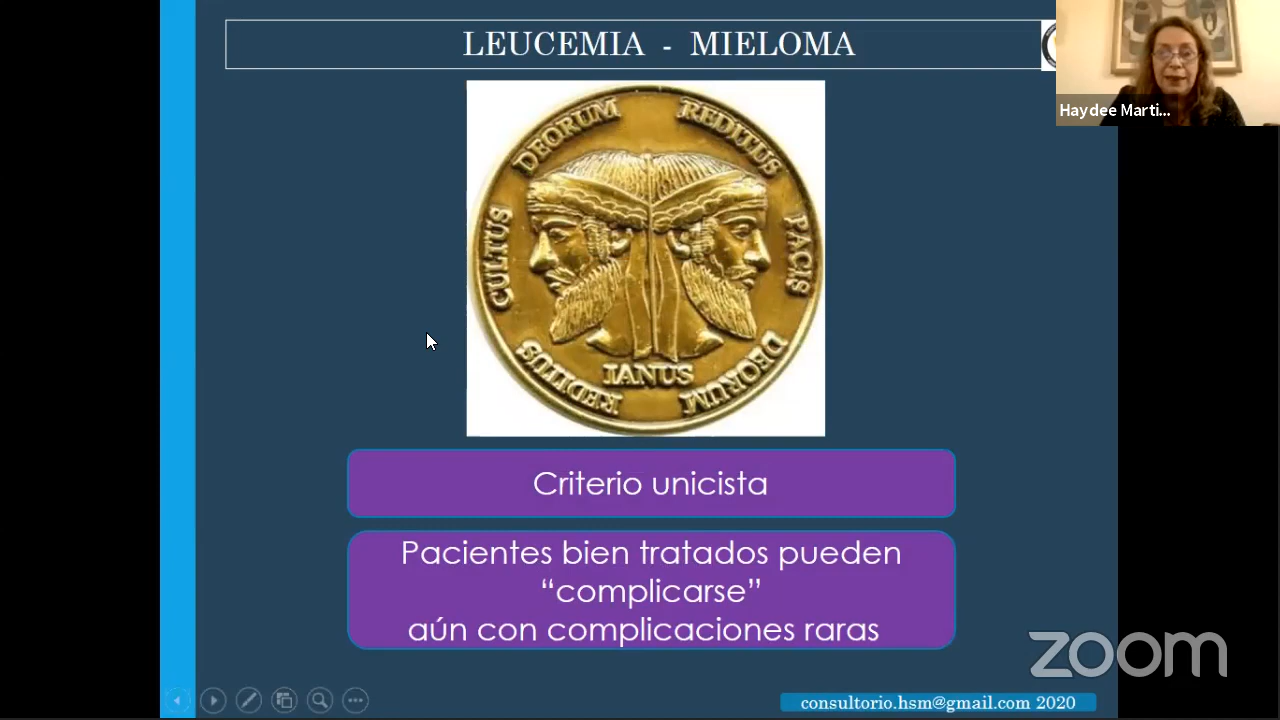 LEUCEMIA - MIELOMA
Haydee Marti...
DEORUM
REDITUS
CULTUS
PACIS
IANUS
REDITUS
DEORUM
Criterio unicista
Pacientes bien tratados pueden
“complicarse”
aún con complicaciones raras
zoom
consultorio.hsm@gmail.com 2020